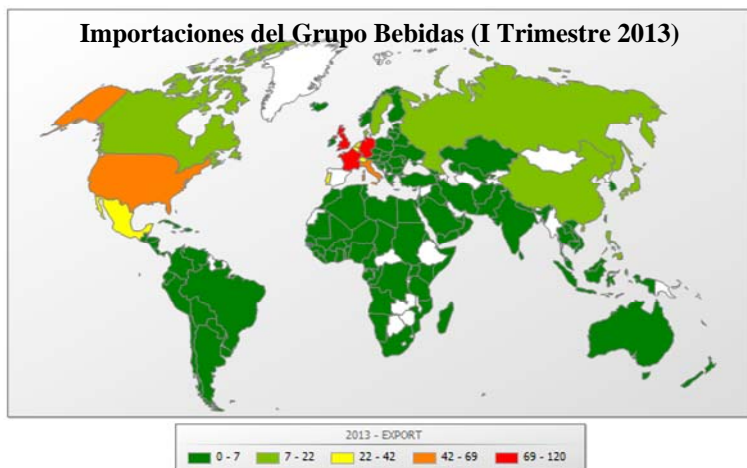 Importaciones del Grupo Bebidas (I Trimestre 2013)
2013 - EXPORT
0 - 7 7 - 22 22 - 42 42 - 69 69 - 120